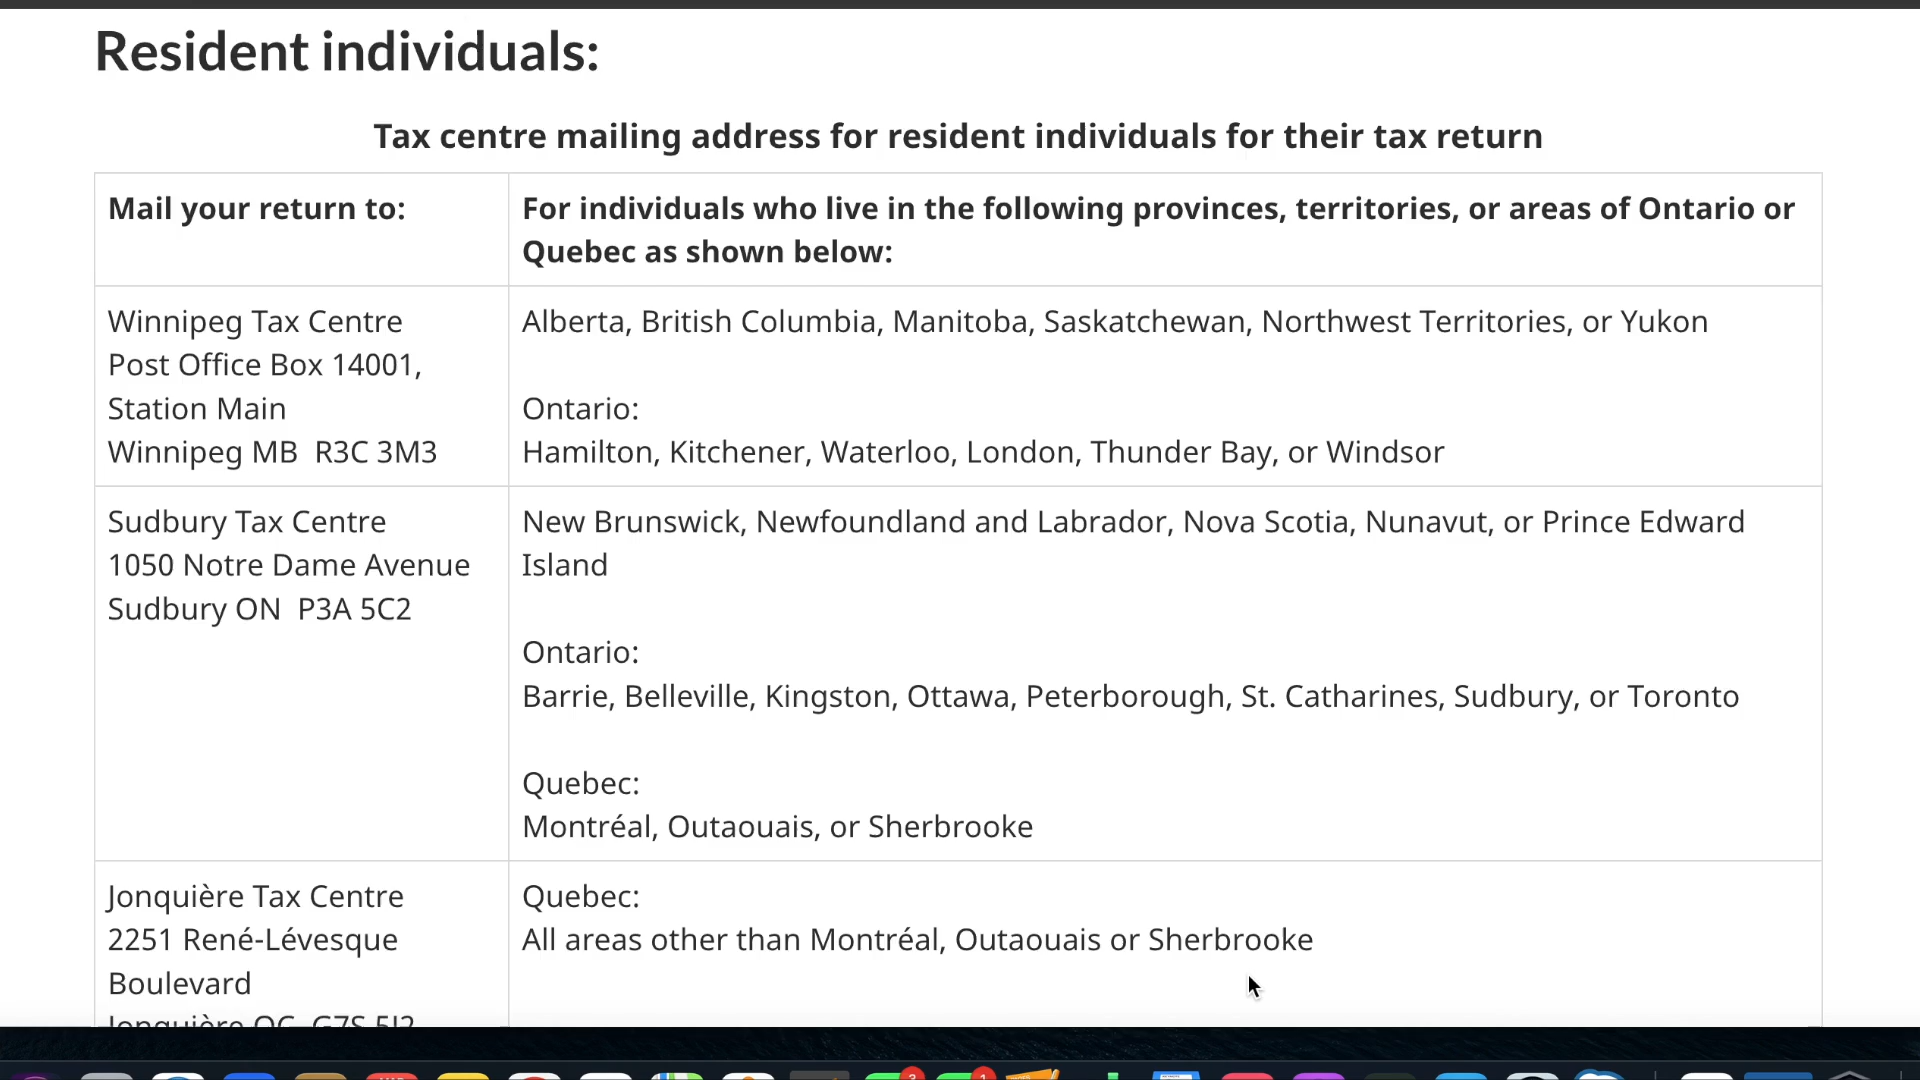 Resident individuals:
Tax centre mailing address for resident individuals for their tax return
Mail your return to:
For individuals who live in the following provinces, territories, or areas of Ontario or
Quebec as shown below:
Winnipeg Tax Centre
Post Office Box 14001,
Station Main
Winnipeg MB  R3C 3M3
Alberta, British Columbia, Manitoba, Saskatchewan, Northwest Territories, or Yukon
Ontario:
Hamilton, Kitchener, Waterloo, London, Thunder Bay, or Windsor
Sudbury Tax Centre
1050 Notre Dame Avenue
Sudbury ON  P3A 5C2
New Brunswick, Newfoundland and Labrador, Nova Scotia, Nunavut, or Prince Edward
Island
Ontario:
Barrie, Belleville, Kingston, Ottawa, Peterborough, St. Catharines, Sudbury, or Toronto
Quebec:
Montréal, Outaouais, or Sherbrooke
Jonquière Tax Centre
2251 René-Lévesque
Boulevard
Jonquière QC  G7S 5J2
Quebec:
All areas other than Montréal, Outaouais or Sherbrooke